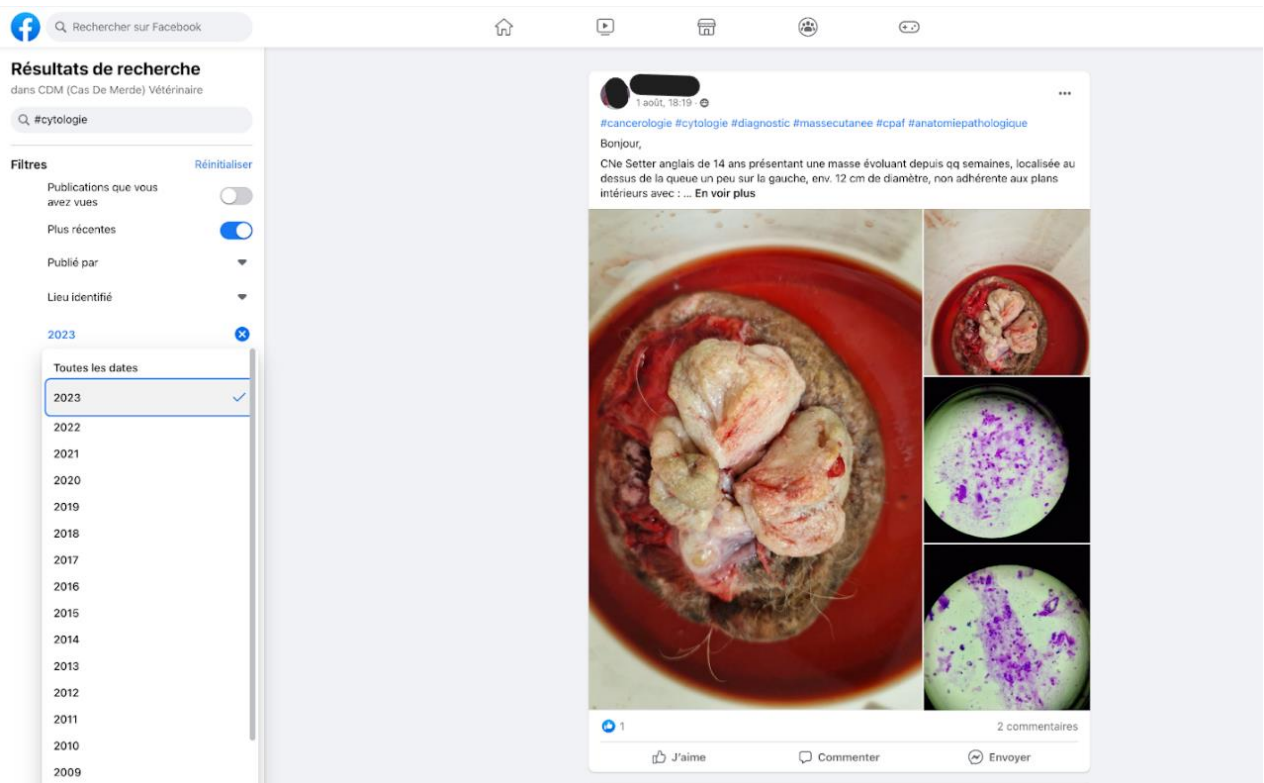 Rechercher sur Facebook
Résultats de recherche
dans CDM (Cas De Merde) Vétérinaire
#cytologie
Filtres
Réinitialiser
Publications que vous
avez vues
Plus récentes
Publié par
Lieu identifié
2023
Toutes les dates
2023
2022
2021
2020
2019
2018
2017
2016
2015
2014
2013
2012
2011
2010
2009
1 août, 18:19 ·
#cancerologie #cytologie #diagnostic #massecutanee #cpaf #anatomiepathologique
Bonjour,
CNe Setter anglais de 14 ans présentant une masse évoluant depuis qq semaines, localisée au
dessus de la queue un peu sur la gauche, env. 12 cm de diamètre, non adhérente aux plans
intérieurs avec : ... En voir plus
1
2 commentaires
J'aime
Commenter
Envoyer